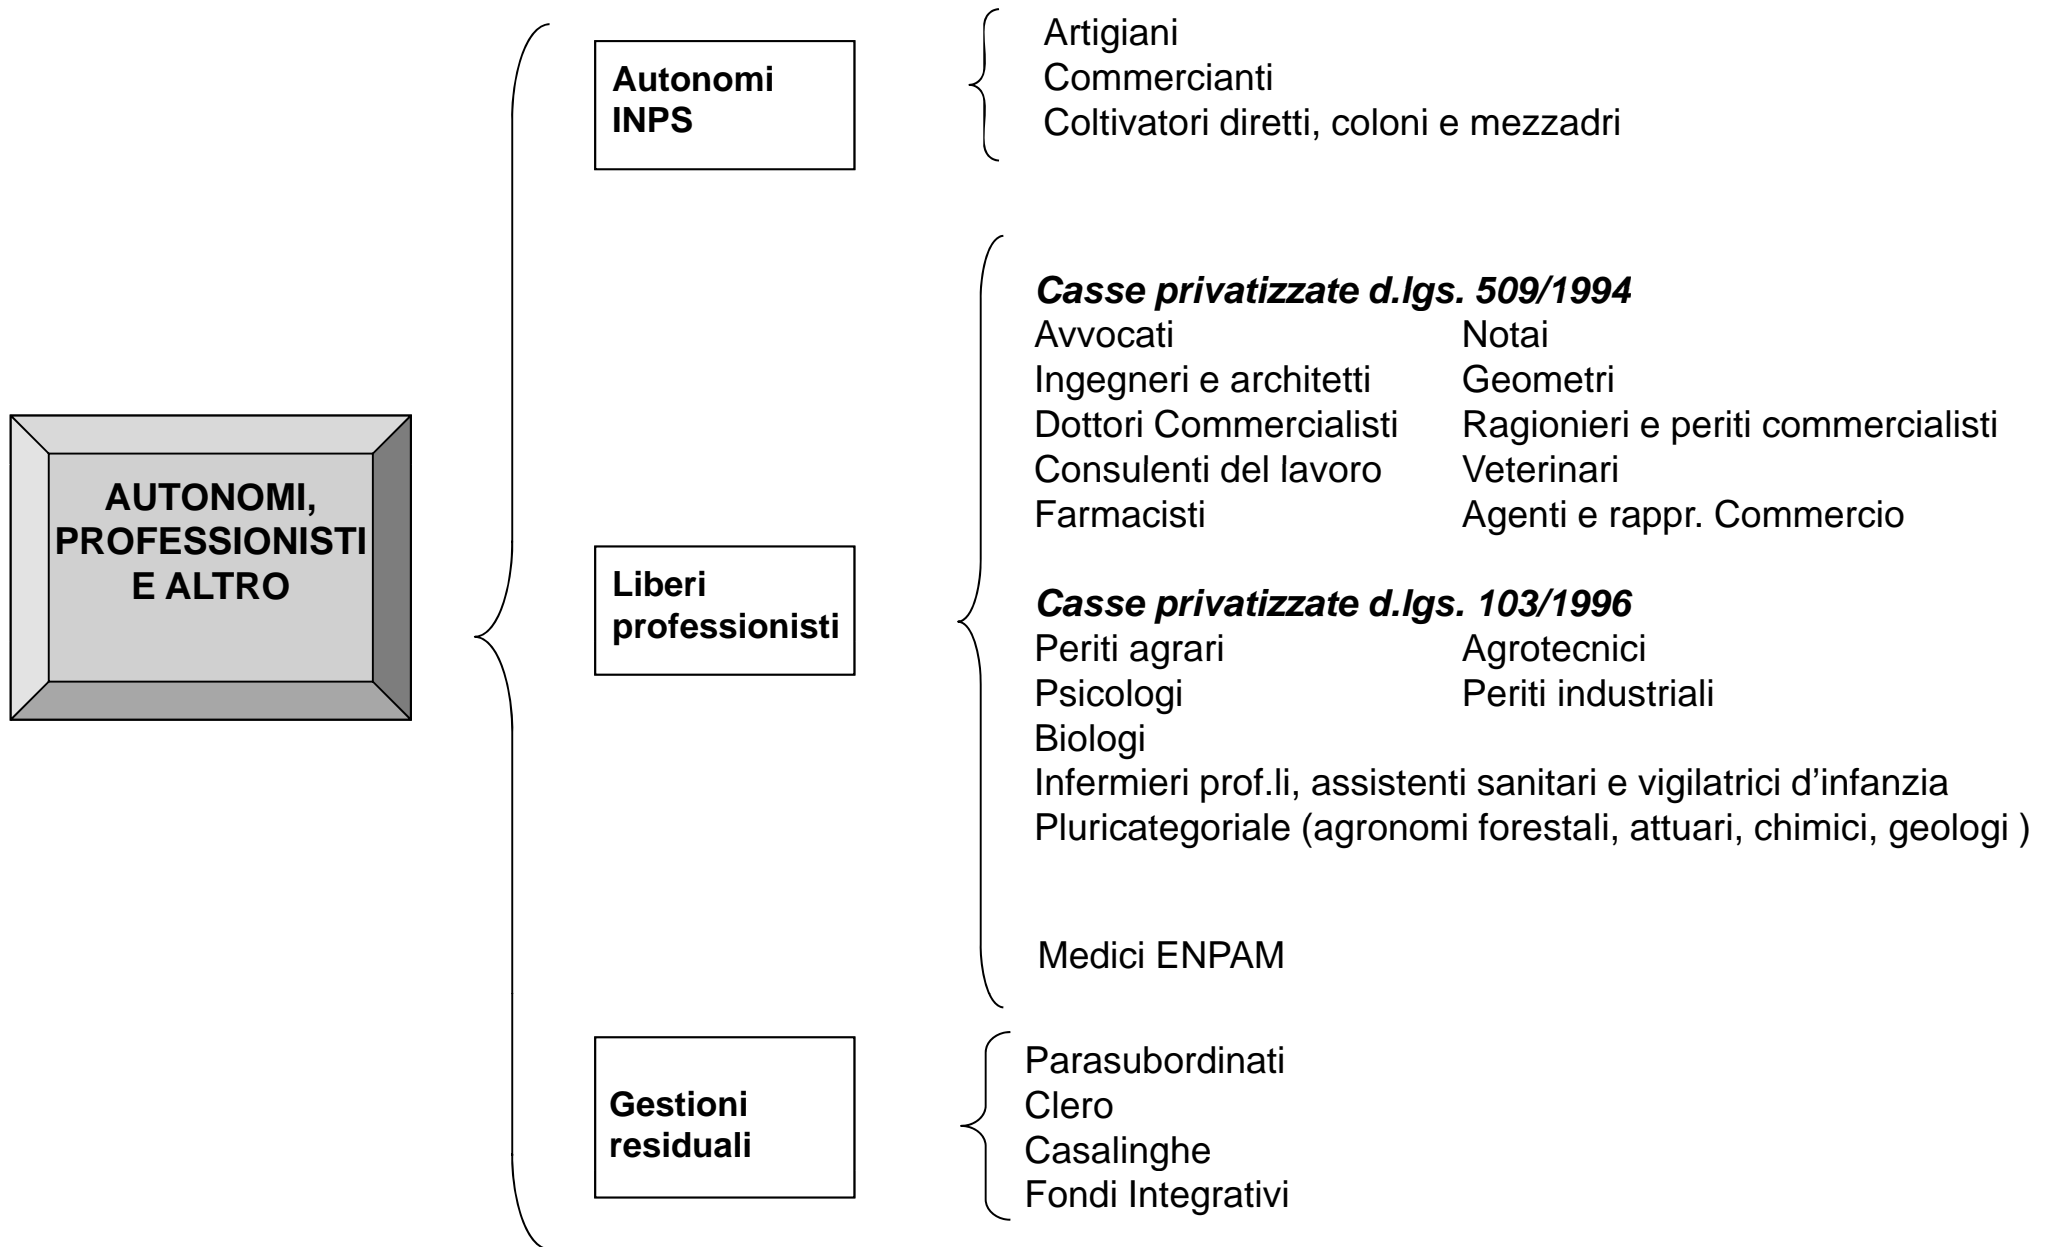 AUTONOMI,
PROFESSIONISTI
E ALTRO
Autonomi
INPS
Artigiani
Commercianti
Coltivatori diretti, coloni e mezzadri
Liberi
professionisti
Casse privatizzate d.lgs. 509/1994
Avvocati Notai
Ingegneri e architetti Geometri
Dottori Commercialisti Ragionieri e periti commercialisti
Consulenti del lavoro Veterinari
Farmacisti Agenti e rappr. Commercio
Casse privatizzate d.lgs. 103/1996
Periti agrari Agrotecnici
Psicologi Periti industriali
Biologi
Infermieri prof.li, assistenti sanitari e vigilatrici d’infanzia
Pluricategoriale (agronomi forestali, attuari, chimici, geologi )
Medici ENPAM
Gestioni
residuali
Parasubordinati
Clero
Casalinghe
Fondi Integrativi